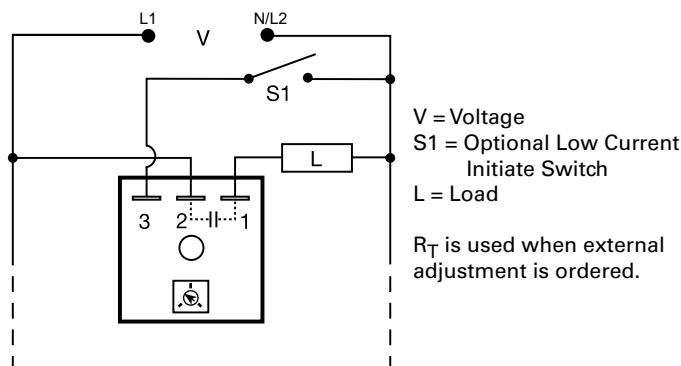 L1
V
N/L2
S1
L
3
2
1
V = Voltage
S1 = Optional Low Current
Initiate Switch
L = Load
RT is used when external
adjustment is ordered.